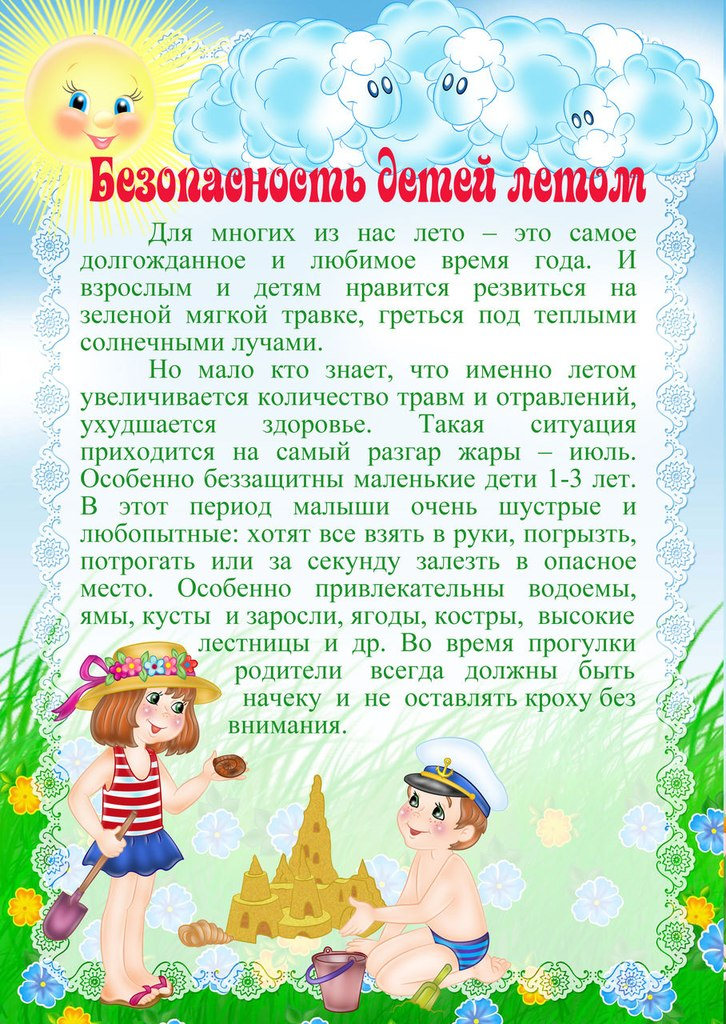 Безопасность детей летом
Для многих из нас лето – это самое
долгожданное и любимое время года. И
взрослым и детям нравится резвиться на
зеленой мягкой травке, греться под теплыми
солнечными лучами.
Но мало кто знает, что именно летом
увеличивается количество травм и отравлений,
ухудшается здоровье. Такая ситуация
приходится на самый разгар жары – июль.
Особенно беззащитны маленькие дети 1-3 лет.
В этот период малыши очень шустрые и
любопытные: хотят все взять в руки, погрызть,
потрогать или за секунду залезть в опасное
место. Особенно привлекательны водоемы,
ямы, кусты и заросли, ягоды, костры, высокие
лестницы и др. Во время прогулки
родители всегда должны быть
начеку и не оставлять кроху без
внимания.